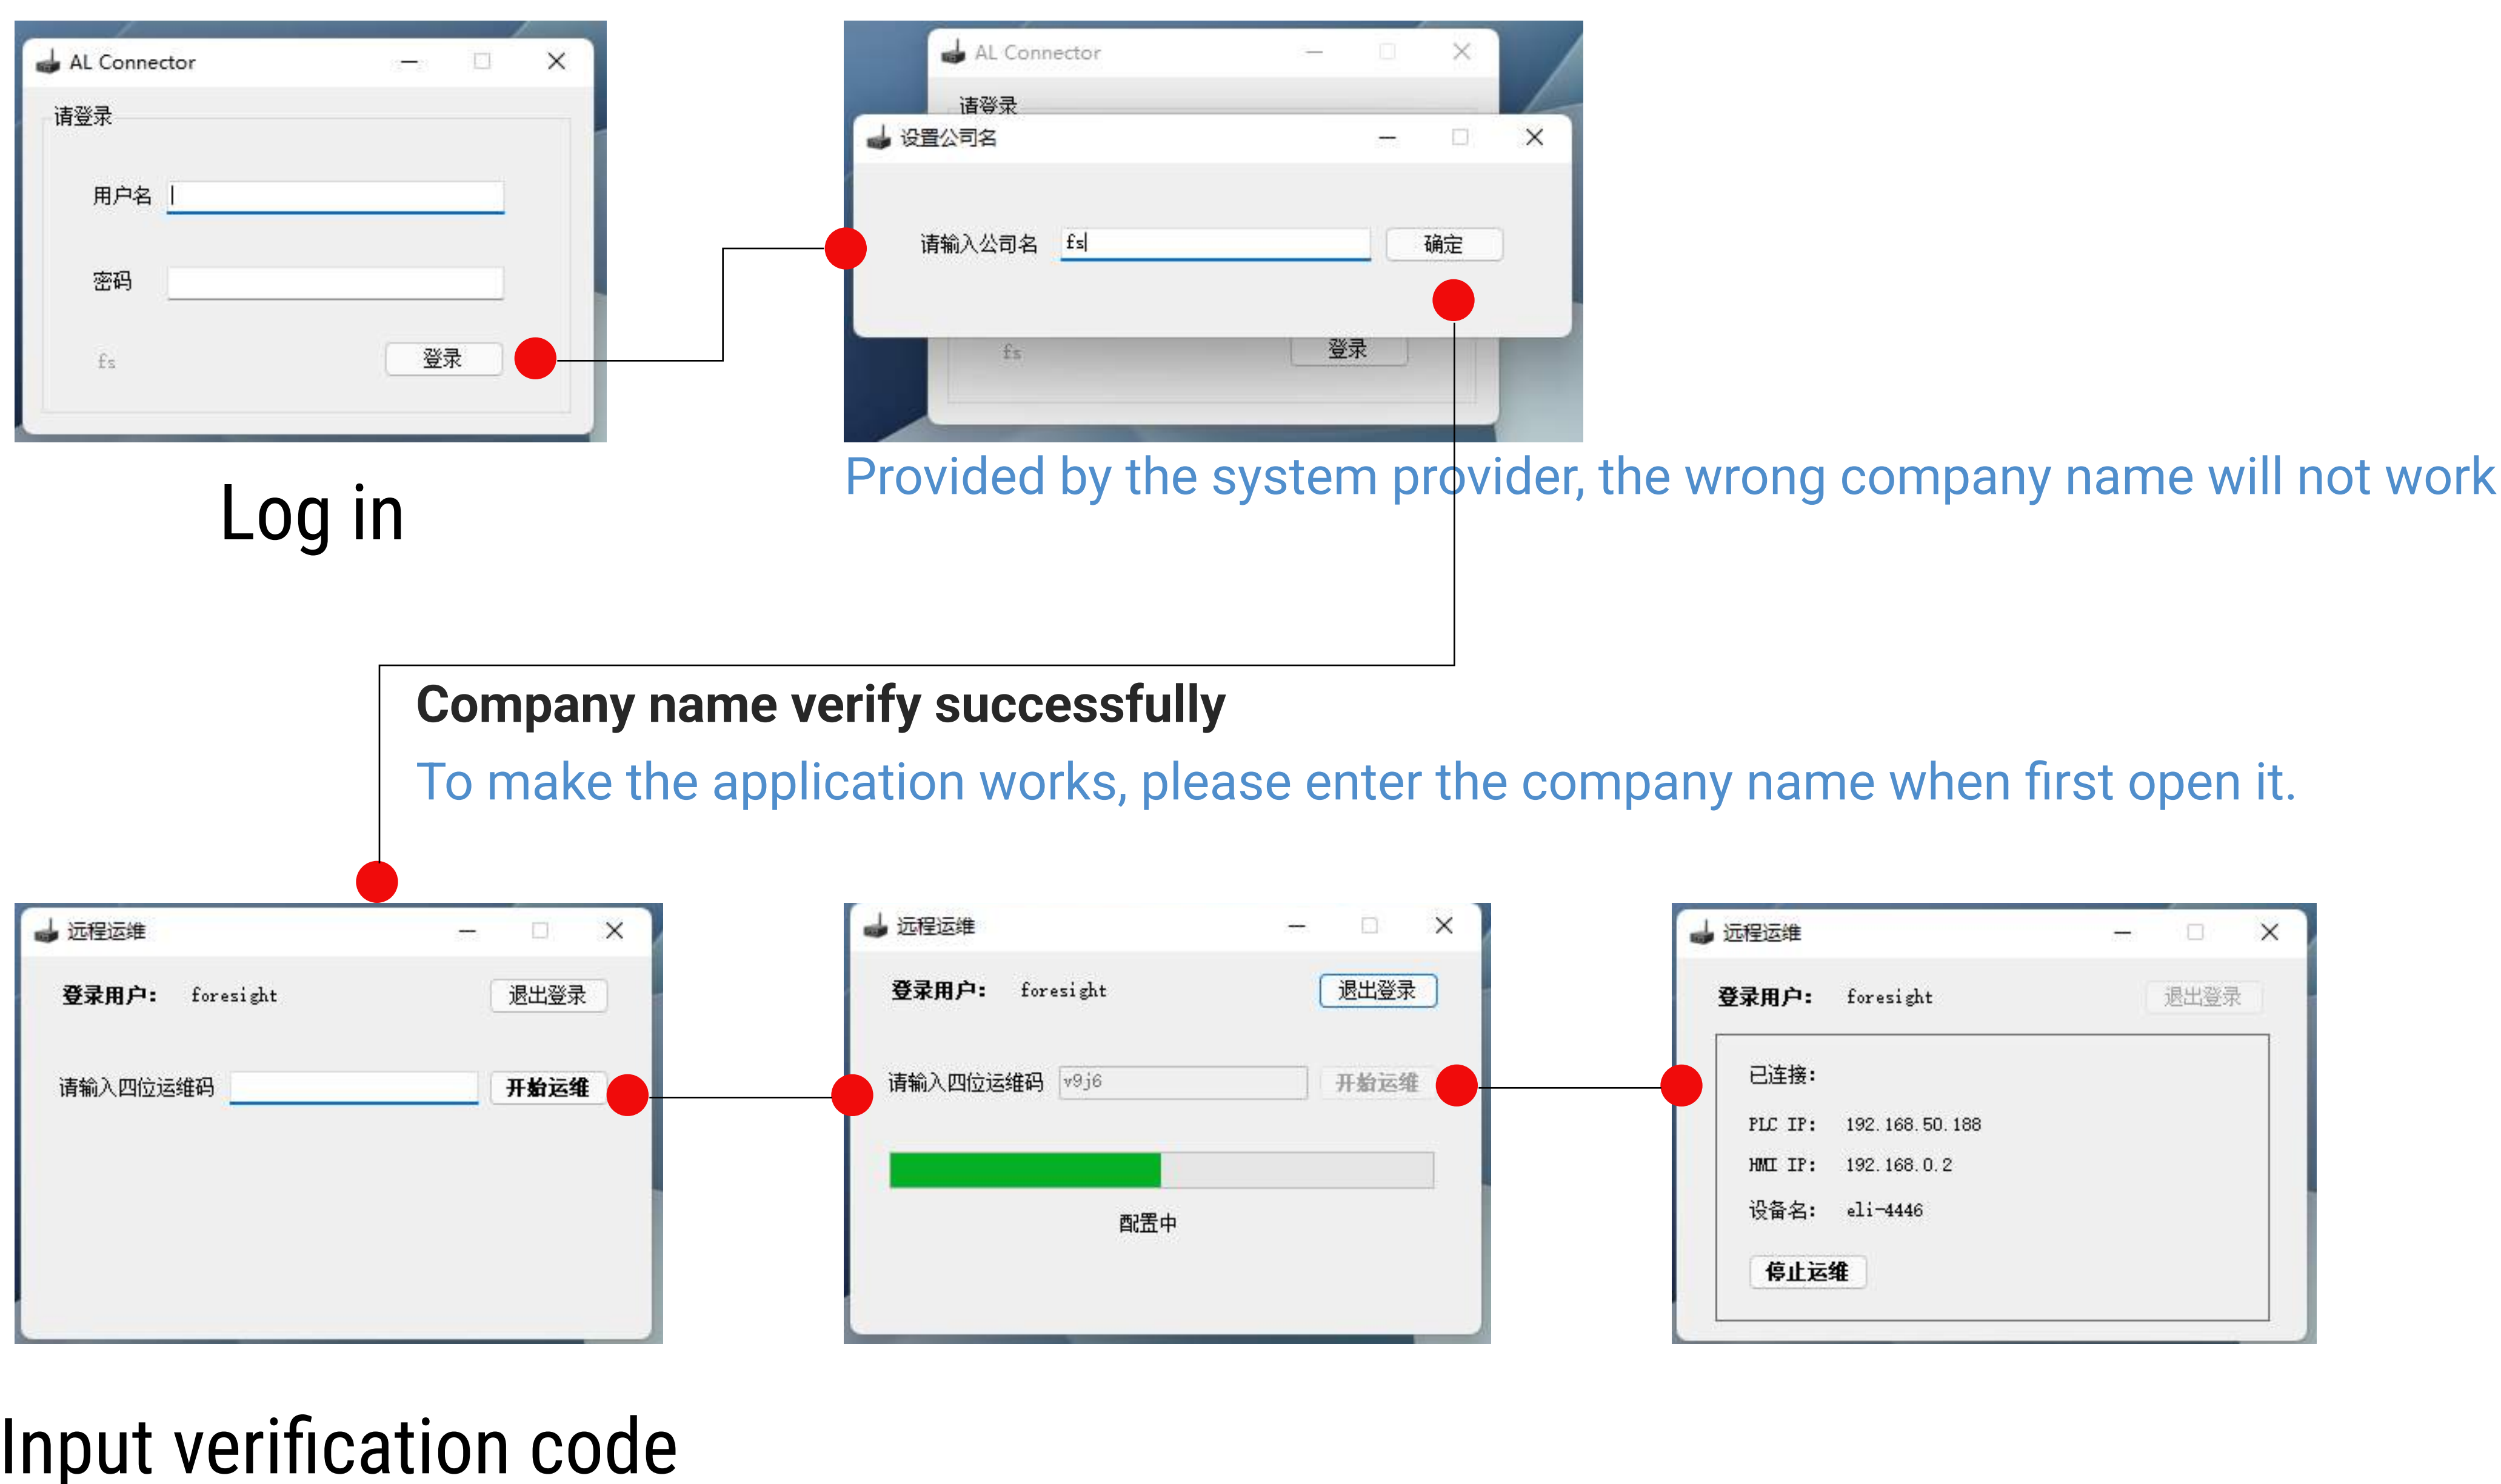 AL Connector
请登录
用户名
密码
fs
登录
AL Connector
请登录
设置公司名
请输入公司名
fs
确定
fs
登录
Log in
Provided by the system provider, the wrong company name will not work
Company name verify successfully
To make the application works, please enter the company name when first open it.
远程运维
登录用户: foresight
退出登录
请输入四位运维码
开始运维
远程运维
登录用户: foresight
退出登录
请输入四位运维码
v9j6
开始运维
配置中
远程运维
登录用户: foresight
退出登录
已连接:
PLC IP: 192.168.50.188
HMI IP: 192.168.0.2
设备名: eli-4446
停止运维
Input verification code